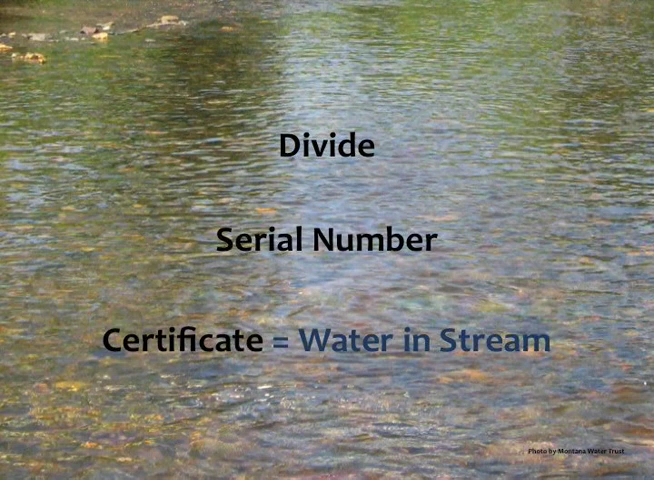 Divide
Serial Number
Certificate = Water in Stream
Photo by Montana Water Trust